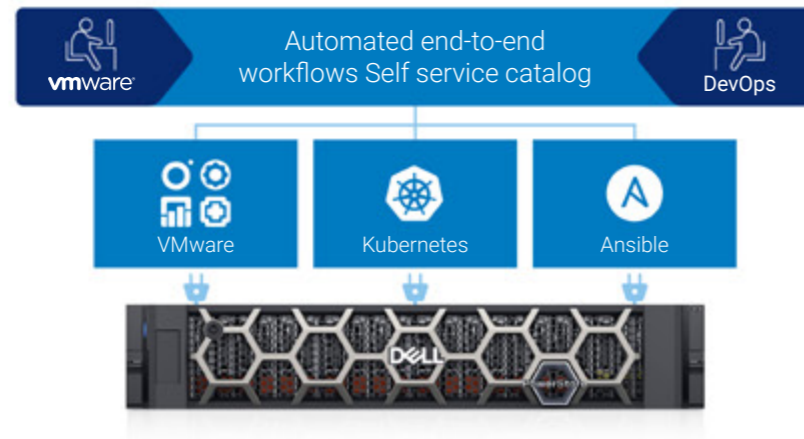 Automated end-to-end
workflows Self service catalog
vmware
DevOps
VMware
Kubernetes
Ansible
DELL